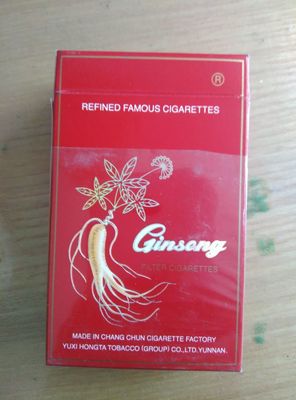 ®
REFINED FAMOUS CIGARETTES
Ginseng
FILTER CIGARETTES
MADE IN CHANG CHUN CIGARETTE FACTORY
YUXI HONGTA TOBACCO (GROUP) CO.,LTD.YUNNAN.